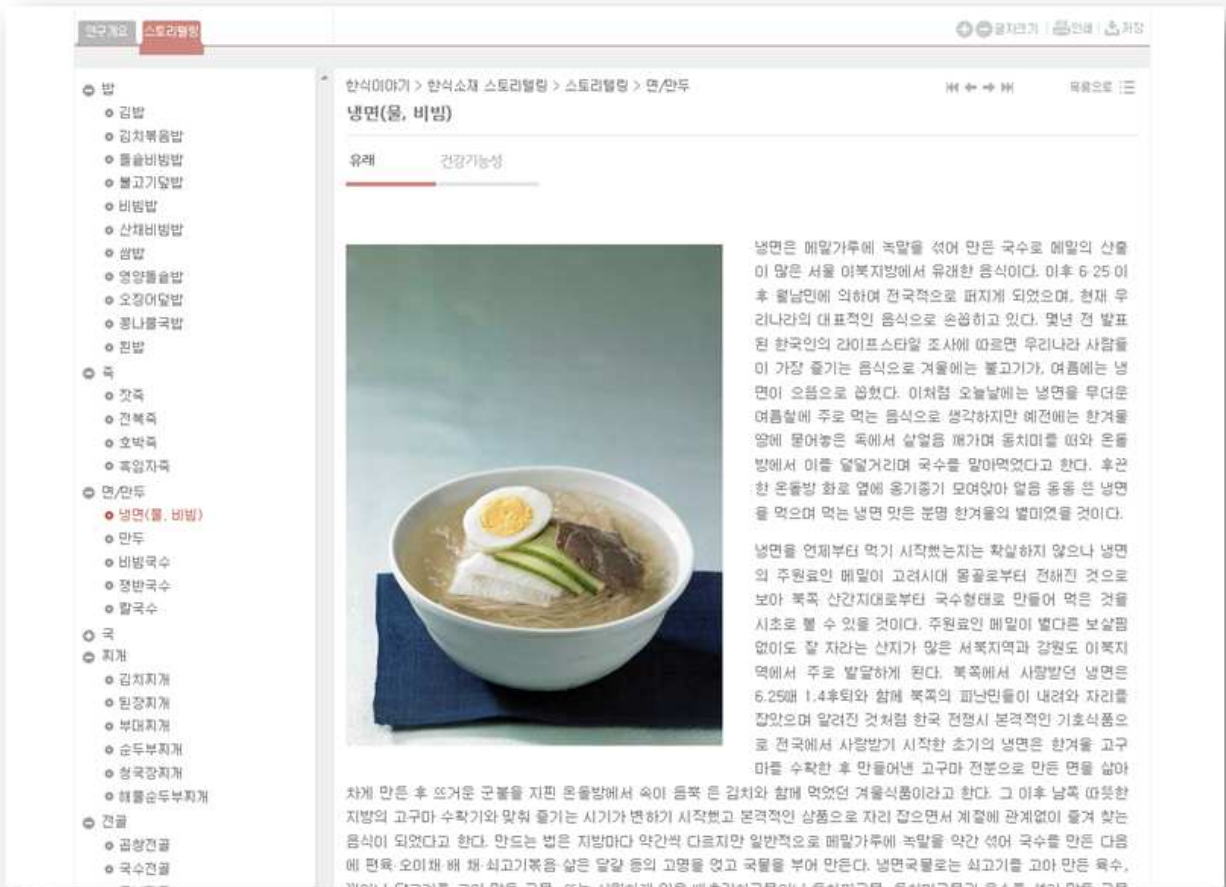 연구개요 스토리텔링
글자크기 인쇄 저장
밥
김밥
김치볶음밥
돌솥비빔밥
불고기덮밥
비빔밥
산채비빔밥
쌈밥
영양돌솥밥
오징어덮밥
콩나물국밥
흰밥
죽
잣죽
전복죽
호박죽
흑임자죽
면/만두
냉면(물, 비빔)
만두
비빔국수
쟁반국수
칼국수
국
찌개
김치찌개
된장찌개
부대찌개
순두부찌개
청국장찌개
해물순두부찌개
전골
곱창전골
국수전골
한식이야기 > 한식소재 스토리텔링 > 스토리텔링 > 면/만두
목록으로
냉면(물, 비빔)
유래 건강기능성
냉면은 메밀가루에 녹말을 섞어 만든 국수로 메밀의 산출
이 많은 서울 이북지방에서 유래한 음식이다. 이후 6·25 이
후 월남민에 의하여 전국적으로 퍼지게 되었으며, 현재 우
리나라의 대표적인 음식으로 손꼽히고 있다. 몇년 전 발표
된 한국인의 라이프스타일 조사에 따르면 우리나라 사람들
이 가장 즐기는 음식으로 겨울에는 불고기가, 여름에는 냉
면이 으뜸으로 꼽혔다. 이처럼 오늘날에는 냉면을 무더운
여름철에 주로 먹는 음식으로 생각하지만 예전에는 한겨울
땅에 묻어놓은 독에서 살얼음 깨가며 동치미를 떠와 온돌
방에서 이를 덜덜거리며 국수를 말아먹었다고 한다. 후끈
한 온돌방 화로 옆에 옹기종기 모여앉아 얼음 동동 뜬 냉면
을 먹으며 먹는 냉면 맛은 분명 한겨울의 별미였을 것이다.
냉면을 언제부터 먹기 시작했는지는 확실하지 않으나 냉면
의 주원료인 메밀이 고려시대 몽골로부터 전해진 것으로
보아 북쪽 산간지대로부터 국수형태로 만들어 먹은 것을
시초로 볼 수 있을 것이다. 주원료인 메밀이 별다른 보살핌
없이도 잘 자라는 산지가 많은 서북지역과 강원도 이북지
역에서 주로 발달하게 된다. 북쪽에서 사랑받던 냉면은
6.25때 1.4후퇴와 함께 북쪽의 피난민들이 내려와 자리를
잡았으며 알려진 것처럼 한국 전쟁시 본격적인 기호식품으
로 전국에서 사랑받기 시작한 초기의 냉면은 한겨울 고구
마를 수확한 후 만들어낸 고구마 전분으로 만든 면을 삶아
차게 만든 후 뜨거운 군불을 지핀 온돌방에서 속이 듬뿍 든 김치와 함께 먹었던 겨울식품이라고 한다. 그 이후 남쪽 따뜻한
지방의 고구마 수확기와 맞춰 즐기는 시기가 변하기 시작했고 본격적인 상품으로 자리 잡으면서 계절에 관계없이 즐겨 찾는
음식이 되었다고 한다. 만드는 법은 지방마다 약간씩 다르지만 일반적으로 메밀가루에 녹말을 약간 섞어 국수를 만든 다음
에 편육·오이채·배 채·쇠고기볶음·삶은 달걀 등의 고명을 얹고 국물을 부어 만든다. 냉면국물로는 쇠고기를 고아 만든 육수,